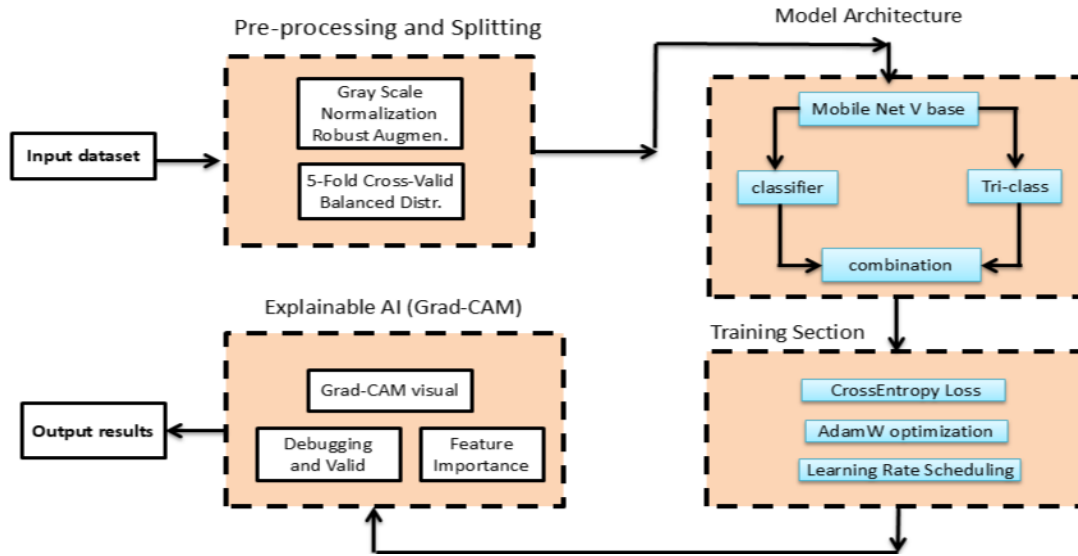 Pre-processing and Splitting
Model Architecture
Input dataset
Gray Scale
Normalization
Robust Augmen.
5-Fold Cross-Valid
Balanced Distr.
Mobile Net V base
classifier
Tri-class
combination
Training Section
CrossEntropy Loss
AdamW optimization
Learning Rate Scheduling
Explainable AI (Grad-CAM)
Grad-CAM visual
Debugging
and Valid
Feature
Importance
Output results